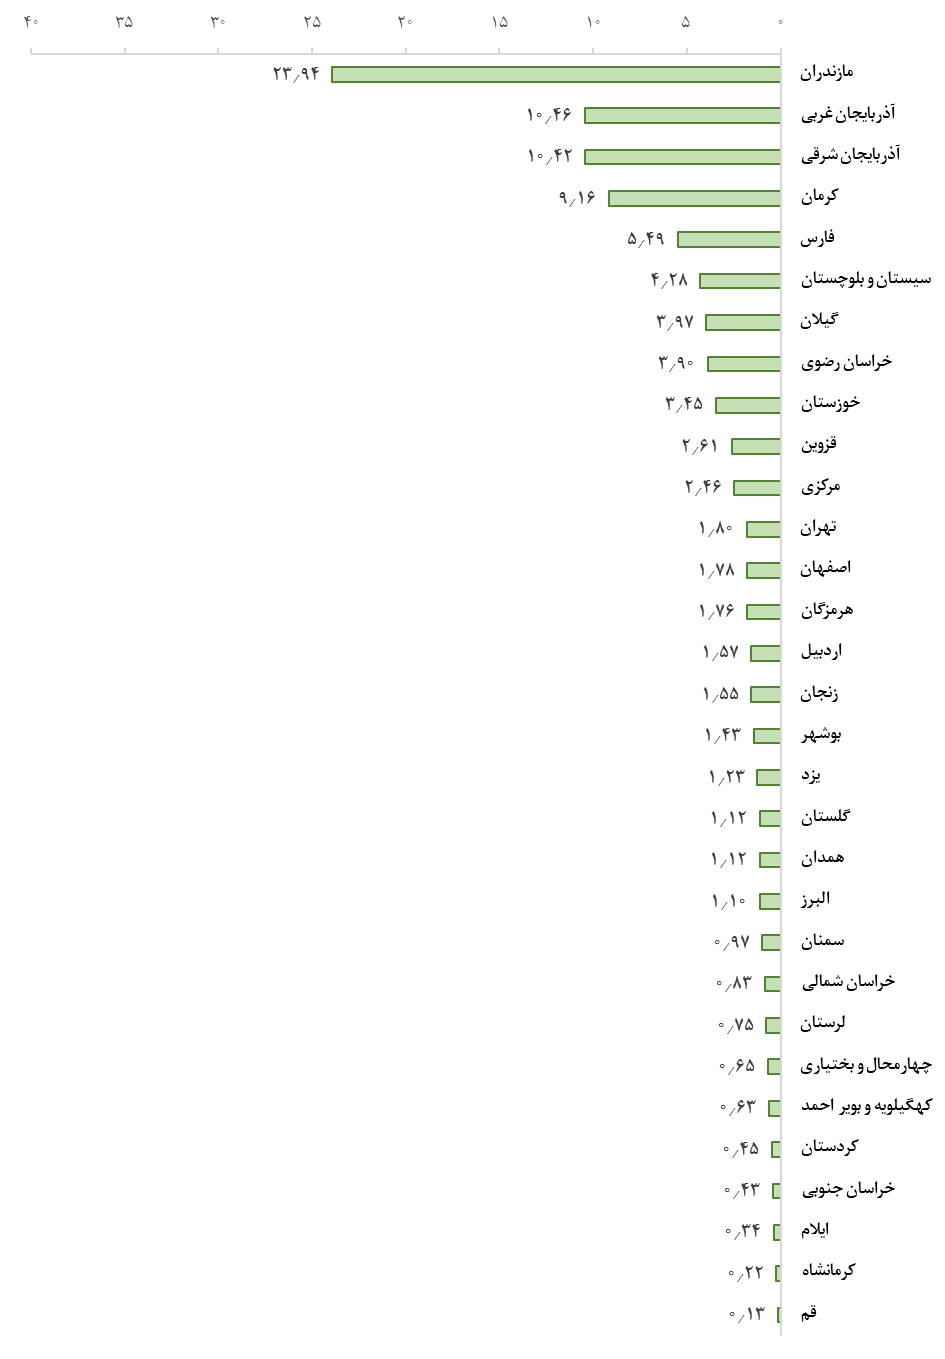 ۰ ۵ ۱۰ ۱۵ ۲۰ ۲۵ ۳۰ ۳۵ ۴۰
مازندران ۲۳٫۹۴
آذربایجان غربی ۱۰٫۴۶
آذربایجان شرقی ۱۰٫۴۲
کرمان ۹٫۱۶
فارس ۵٫۴۹
سیستان و بلوچستان ۴٫۲۸
گیلان ۳٫۹۷
خراسان رضوی ۳٫۹۰
خوزستان ۳٫۴۵
قزوین ۲٫۶۱
مرکزی ۲٫۴۶
تهران ۱٫۸۰
اصفهان ۱٫۷۸
هرمزگان ۱٫۷۶
اردبیل ۱٫۵۷
زنجان ۱٫۵۵
بوشهر ۱٫۴۳
یزد ۱٫۲۳
گلستان ۱٫۱۲
همدان ۱٫۱۲
البرز ۱٫۱۰
سمنان ۰٫۹۷
خراسان شمالی ۰٫۸۳
لرستان ۰٫۷۵
چهارمحال و بختیاری ۰٫۶۵
کهگیلویه و بویر احمد ۰٫۶۳
کردستان ۰٫۴۵
خراسان جنوبی ۰٫۴۳
ایلام ۰٫۳۴
کرمانشاه ۰٫۲۲
قم ۰٫۱۳